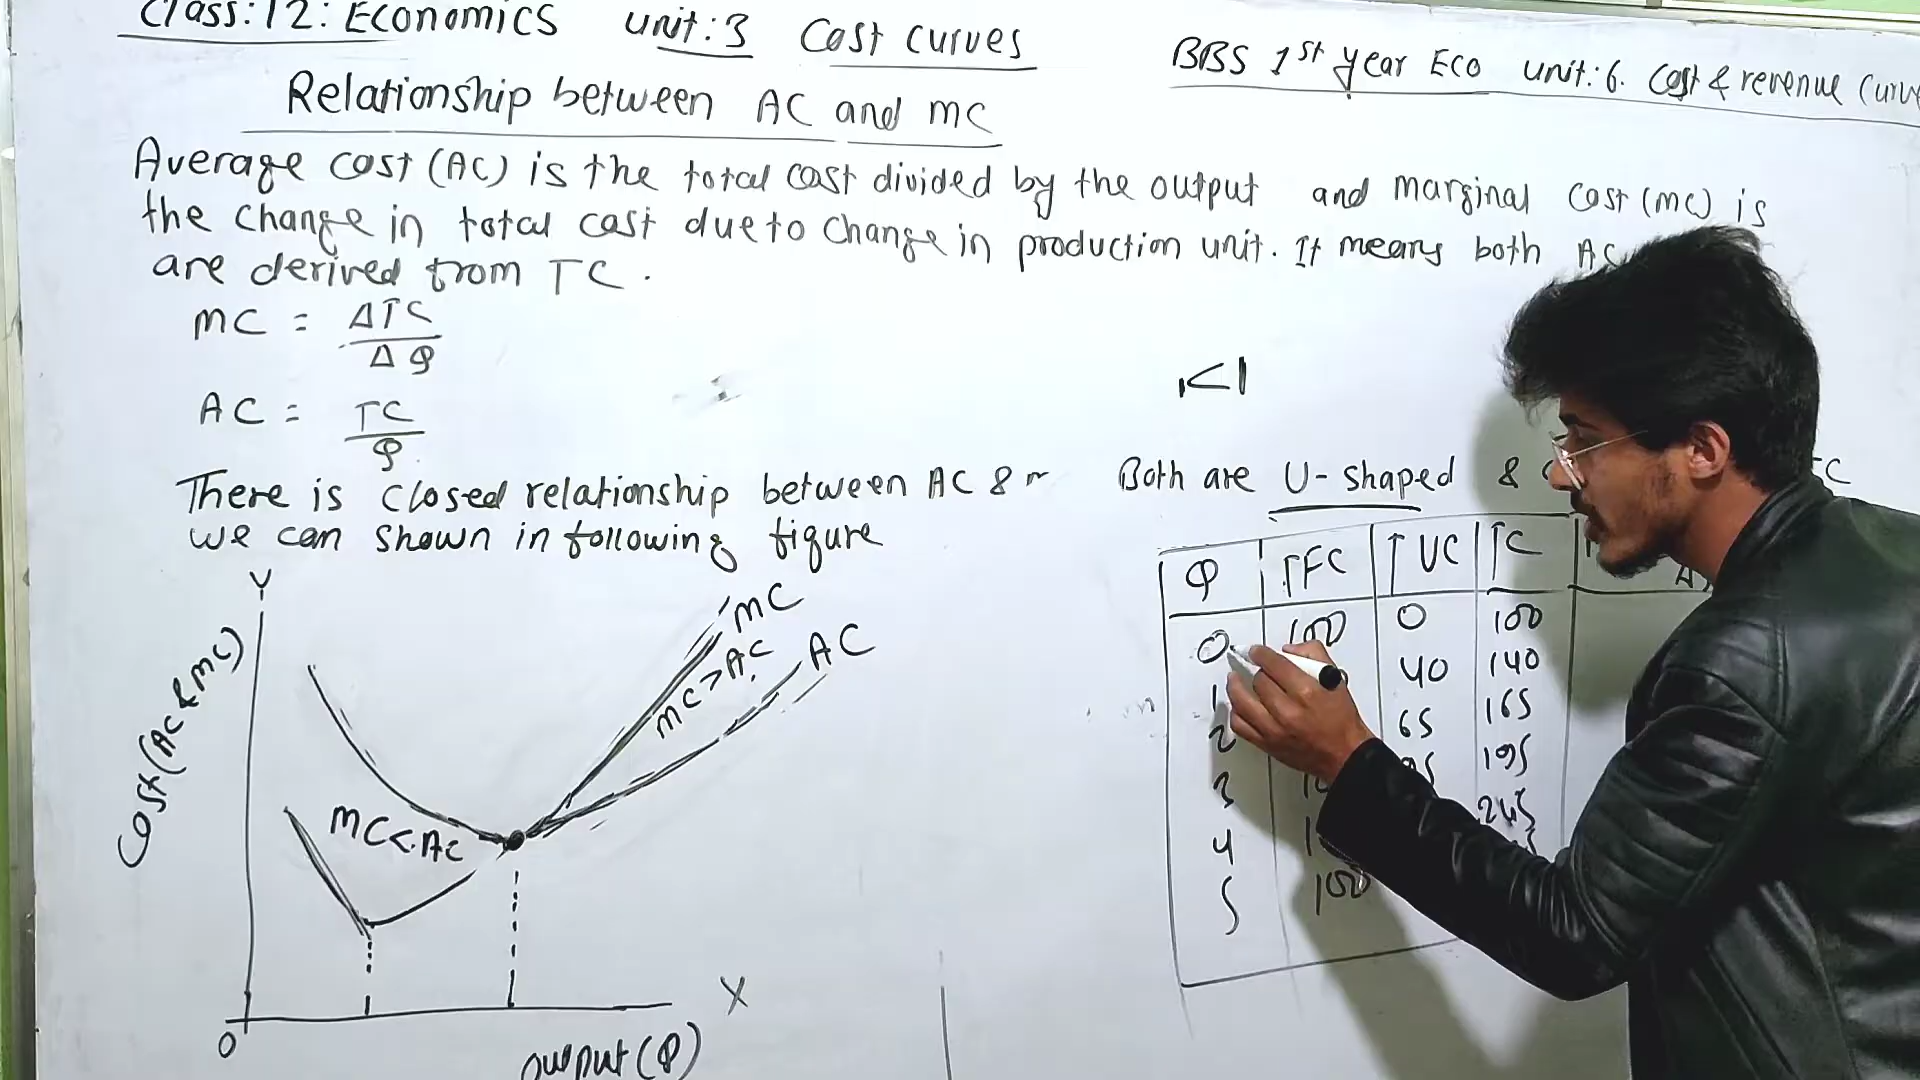 Class:12: Economics unit:3 Cost curves
BBS 1st year Eco unit:6. Cost & revenue Curve
Relationship between AC and mc
Average cost (AC) is the total cost divided by the output and marginal cost (mc) is
the change in total cost due to change in production unit. It means both AC
are derived from TC.
MC = ΔTC
ΔQ
AC = TC
Q
There is closed relationship between AC &
we can shown in following figure
Both are U-shaped &
Y
Cost (AC & MC)
MC
MC>AC
AC
MC<AC
O
X
output (Q)
Q TFC TVC TC
0 100 0 100
1 40 140
2 65 165
3 195
4 245
5 100